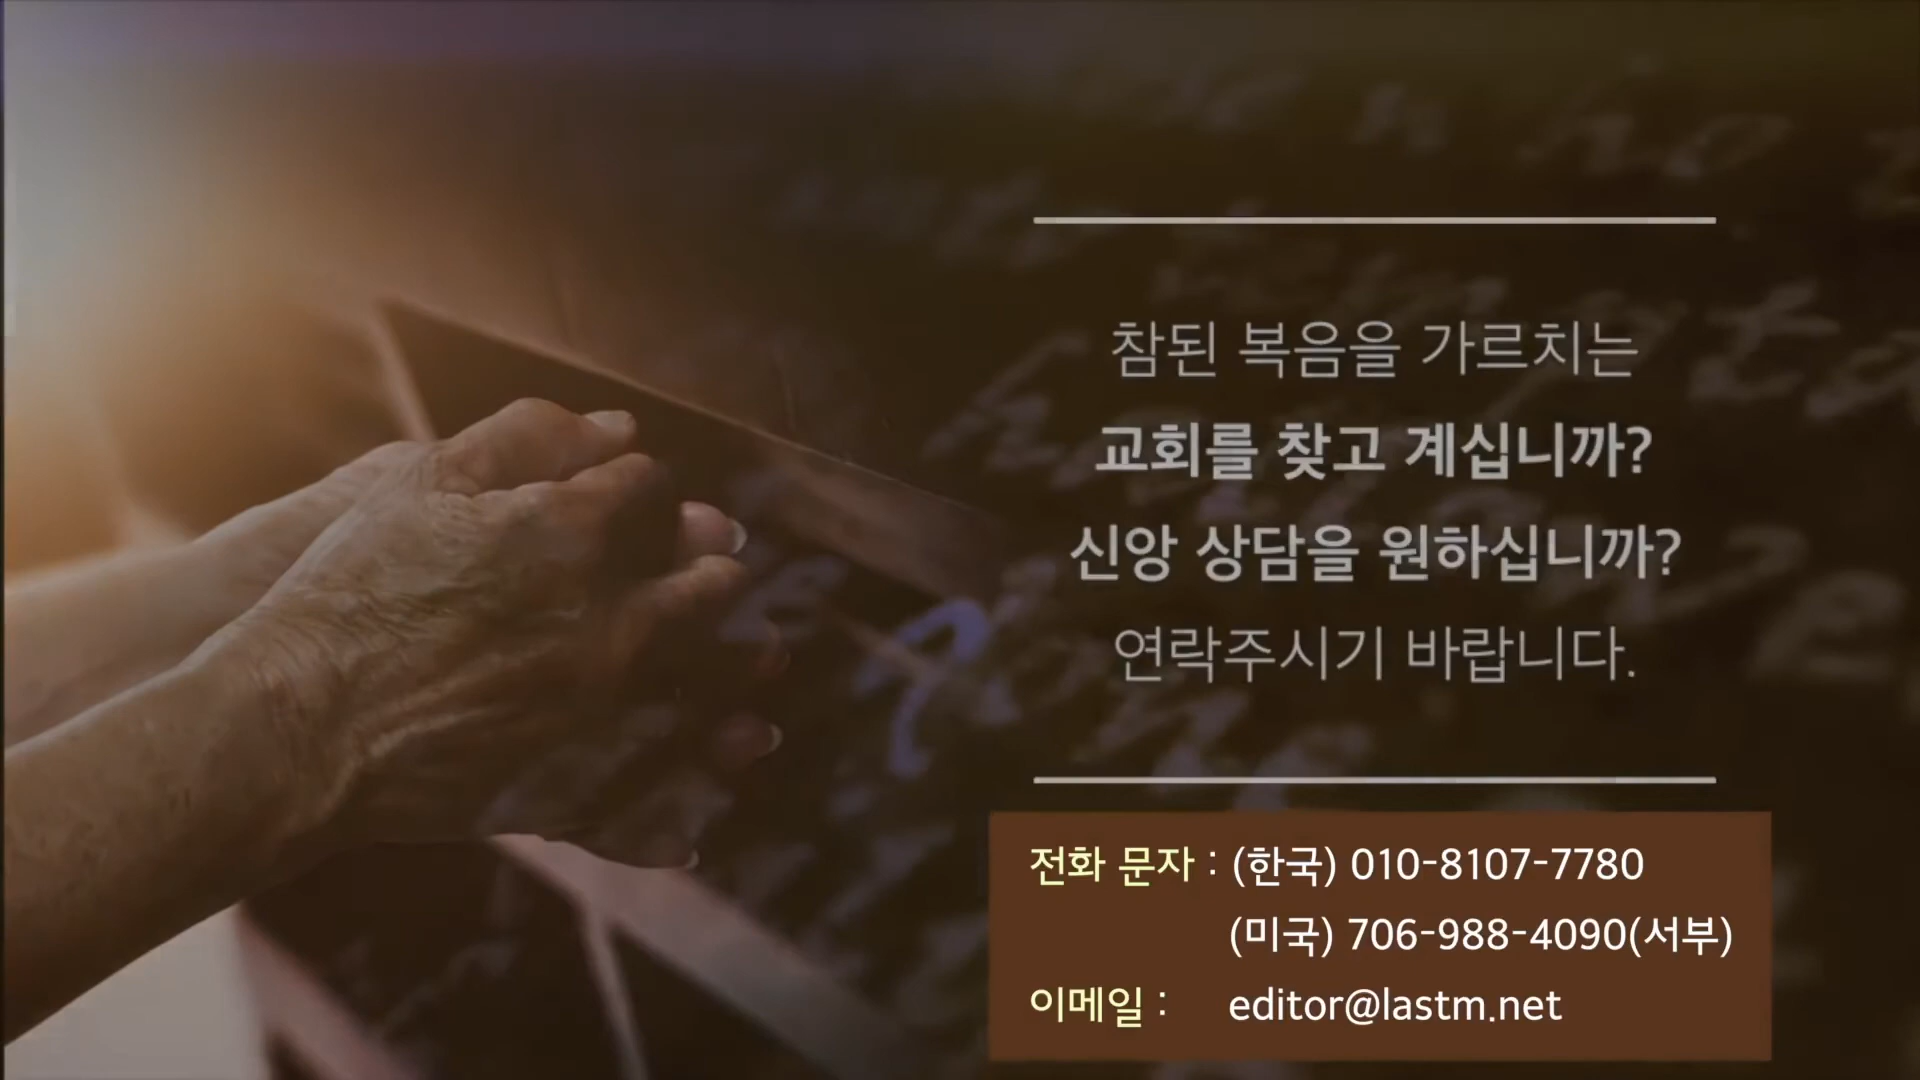 참된 복음을 가르치는
교회를 찾고 계십니까?
신앙 상담을 원하십니까?
연락주시기 바랍니다.
전화 문자 : (한국) 010-8107-7780
(미국) 706-988-4090(서부)
이메일 : editor@lastm.net